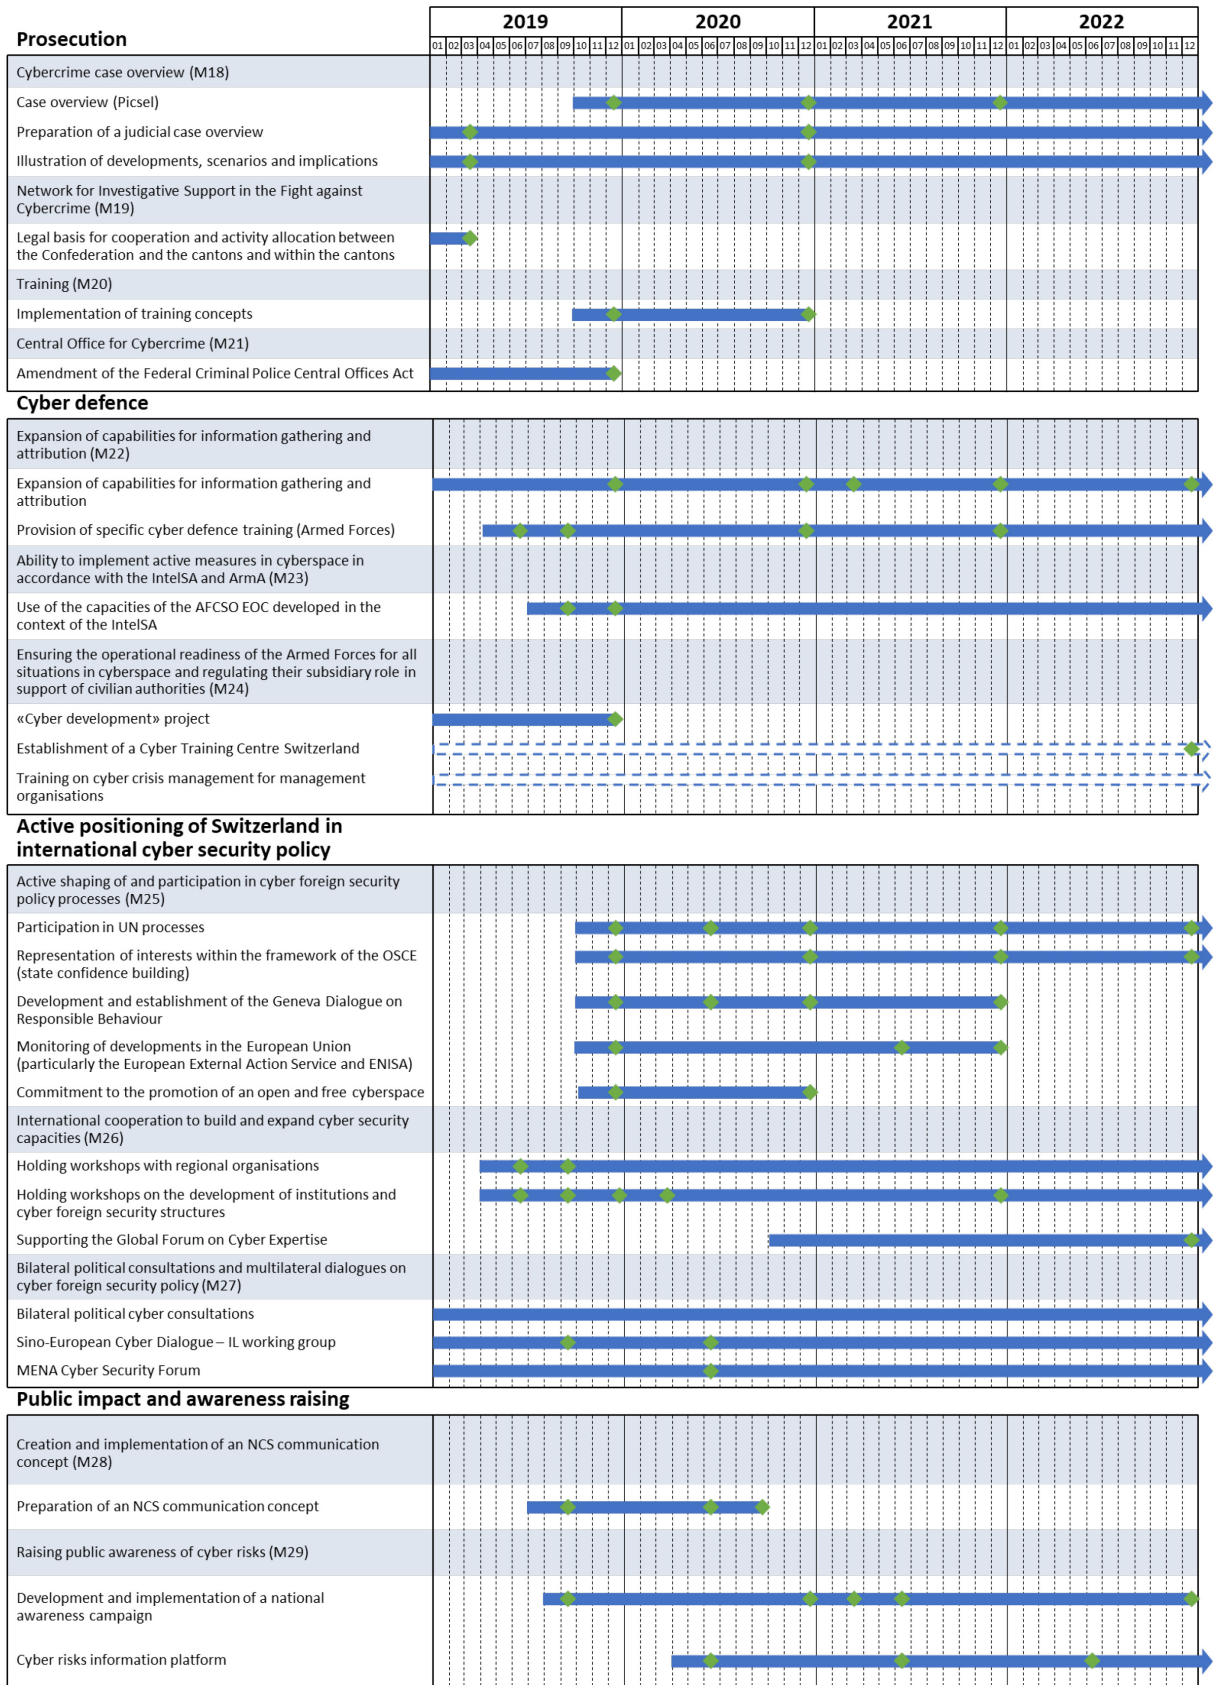 2019 2020 2021 2022
Prosecution
01 02 03 04 05 06 07 08 09 10 11 12 01 02 03 04 05 06 07 08 09 10 11 12 01 02 03 04 05 06 07 08 09 10 11 12 01 02 03 04 05 06 07 08 09 10 11 12
Cybercrime case overview (M18)
Case overview (Picsel)
Preparation of a judicial case overview
Illustration of developments, scenarios and implications
Network for Investigative Support in the Fight against
Cybercrime (M19)
Legal basis for cooperation and activity allocation between
the Confederation and the cantons and within the cantons
Training (M20)
Implementation of training concepts
Central Office for Cybercrime (M21)
Amendment of the Federal Criminal Police Central Offices Act
Cyber defence
Expansion of capabilities for information gathering and
attribution (M22)
Expansion of capabilities for information gathering and
attribution
Provision of specific cyber defence training (Armed Forces)
Ability to implement active measures in cyberspace in
accordance with the IntelSA and ArmA (M23)
Use of the capacities of the AFCSO EOC developed in the
context of the IntelSA
Ensuring the operational readiness of the Armed Forces for all
situations in cyberspace and regulating their subsidiary role in
support of civilian authorities (M24)
«Cyber development» project
Establishment of a Cyber Training Centre Switzerland
Training on cyber crisis management for management
organisations
Active positioning of Switzerland in
international cyber security policy
Active shaping of and participation in cyber foreign security
policy processes (M25)
Participation in UN processes
Representation of interests within the framework of the OSCE
(state confidence building)
Development and establishment of the Geneva Dialogue on
Responsible Behaviour
Monitoring of developments in the European Union
(particularly the European External Action Service and ENISA)
Commitment to the promotion of an open and free cyberspace
International cooperation to build and expand cyber security
capacities (M26)
Holding workshops with regional organisations
Holding workshops on the development of institutions and
cyber foreign security structures
Supporting the Global Forum on Cyber Expertise
Bilateral political consultations and multilateral dialogues on
cyber foreign security policy (M27)
Bilateral political cyber consultations
Sino-European Cyber Dialogue – IL working group
MENA Cyber Security Forum
Public impact and awareness raising
Creation and implementation of an NCS communication
concept (M28)
Preparation of an NCS communication concept
Raising public awareness of cyber risks (M29)
Development and implementation of a national
awareness campaign
Cyber risks information platform